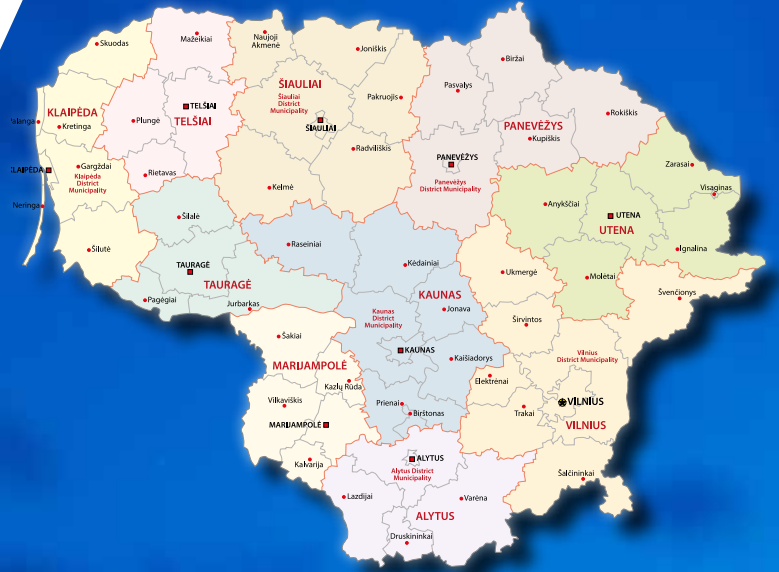 Skuodas
Mažeikiai
Naujoji
Akmenė
Joniškis
Biržai
Pasvalys
Pakruojis
Rokiškis
ŠIAULIAI
Šiauliai
District
Municipality
ŠIAULIAI
TELŠIAI
TELŠIAI
Plungė
KLAIPĖDA
Kretinga
PANEVĖŽYS
Kupiškis
Radviliškis
PANEVĖŽYS
Panevėžys
District Municipality
Zarasai
Visaginas
Gargždai
Klaipėda
District
Municipality
Rietavas
Kelmė
Neringa
Šilalė
Anykščiai
UTENA
UTENA
Ignalina
Šilutė
Raseiniai
Kėdainiai
Ukmergė
Molėtai
TAURAGĖ
TAURAGĖ
Pagėgiai
Jurbarkas
KAUNAS
Jonava
Kaunas
District
Municipality
Širvintos
Švenčionys
Šakiai
KAUNAS
Kaišiadorys
Vilnius
District Municipality
MARIJAMPOLĖ
Kazlų Rūda
Elektrėnai
Vilkaviškis
Prienai
Birštonas
Trakai
VILNIUS
VILNIUS
MARIJAMPOLĖ
Kalvarija
ALYTUS
Alytus District
Municipality
Šalčininkai
Lazdijai
Varėna
ALYTUS
Druskininkai